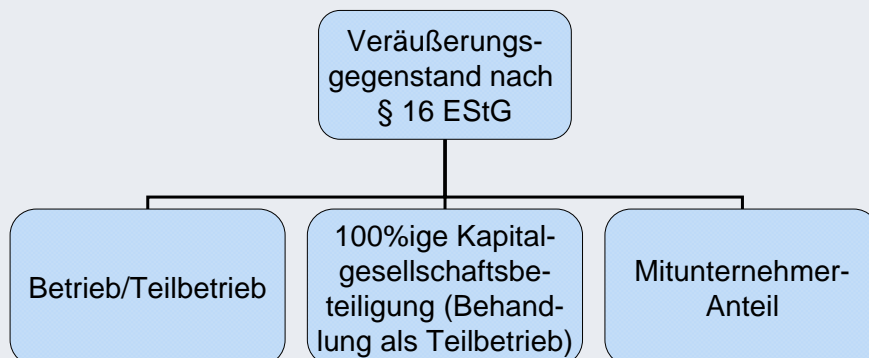 Veräußerungs-
gegenstand nach
§ 16 EStG
Betrieb/Teilbetrieb
100%ige Kapital-
gesellschaftsbe-
teiligung (Behand-
lung als Teilbetrieb)
Mitunternehmer-
Anteil